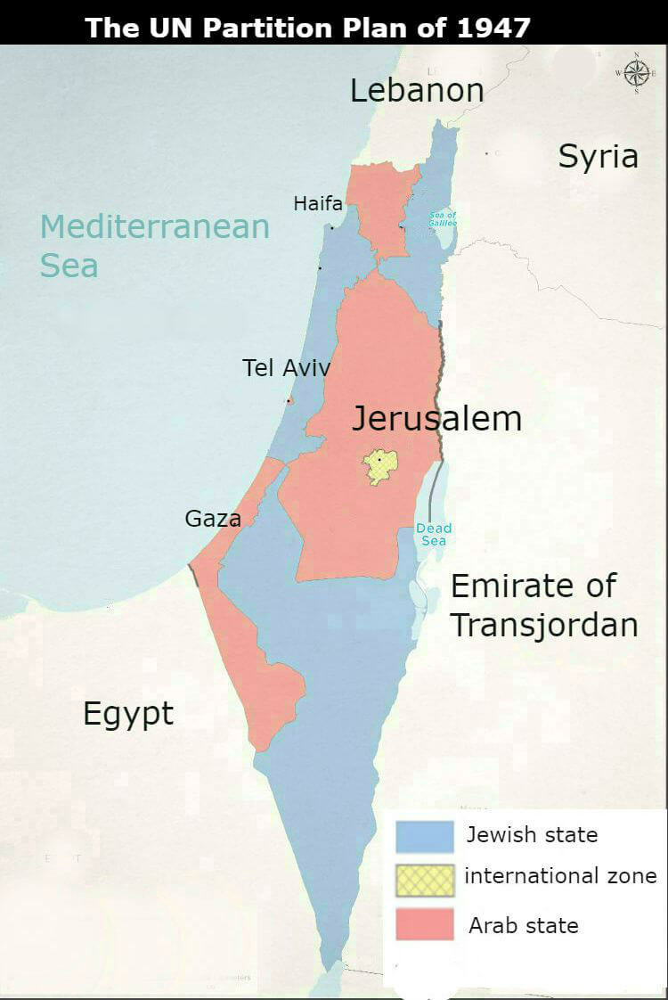 The UN Partition Plan of 1947
N
W
E
S
Lebanon
Syria
Haifa
Sea of
Galilee
Mediterranean
Sea
Tel Aviv
Jerusalem
Gaza
Dead
Sea
Emirate of
Transjordan
Egypt
Jewish state
international zone
Arab state